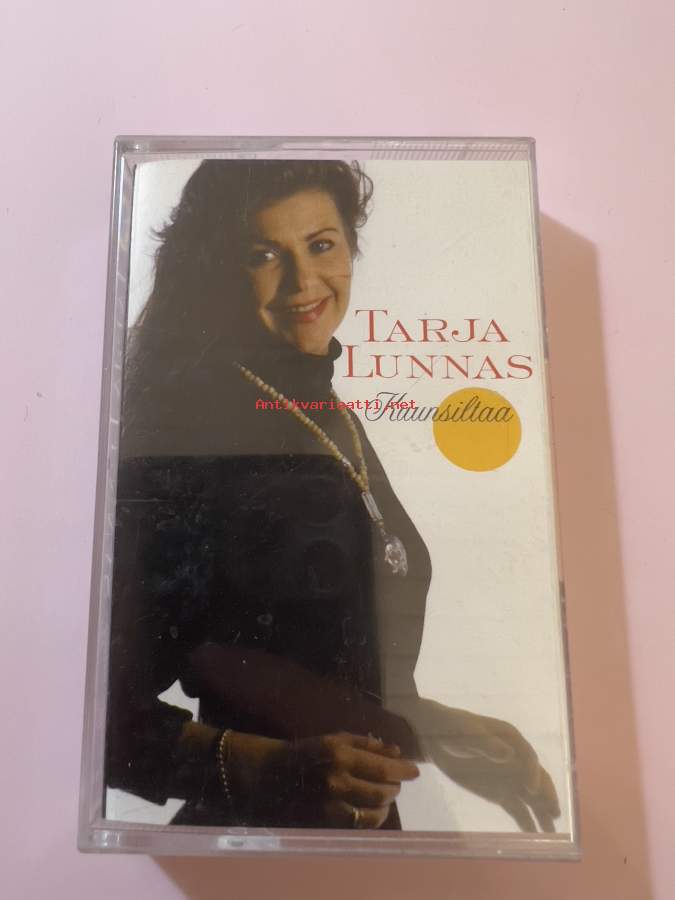 TARJA
LUNNAS
Kuunsiltaa
Antikvariaatti.net